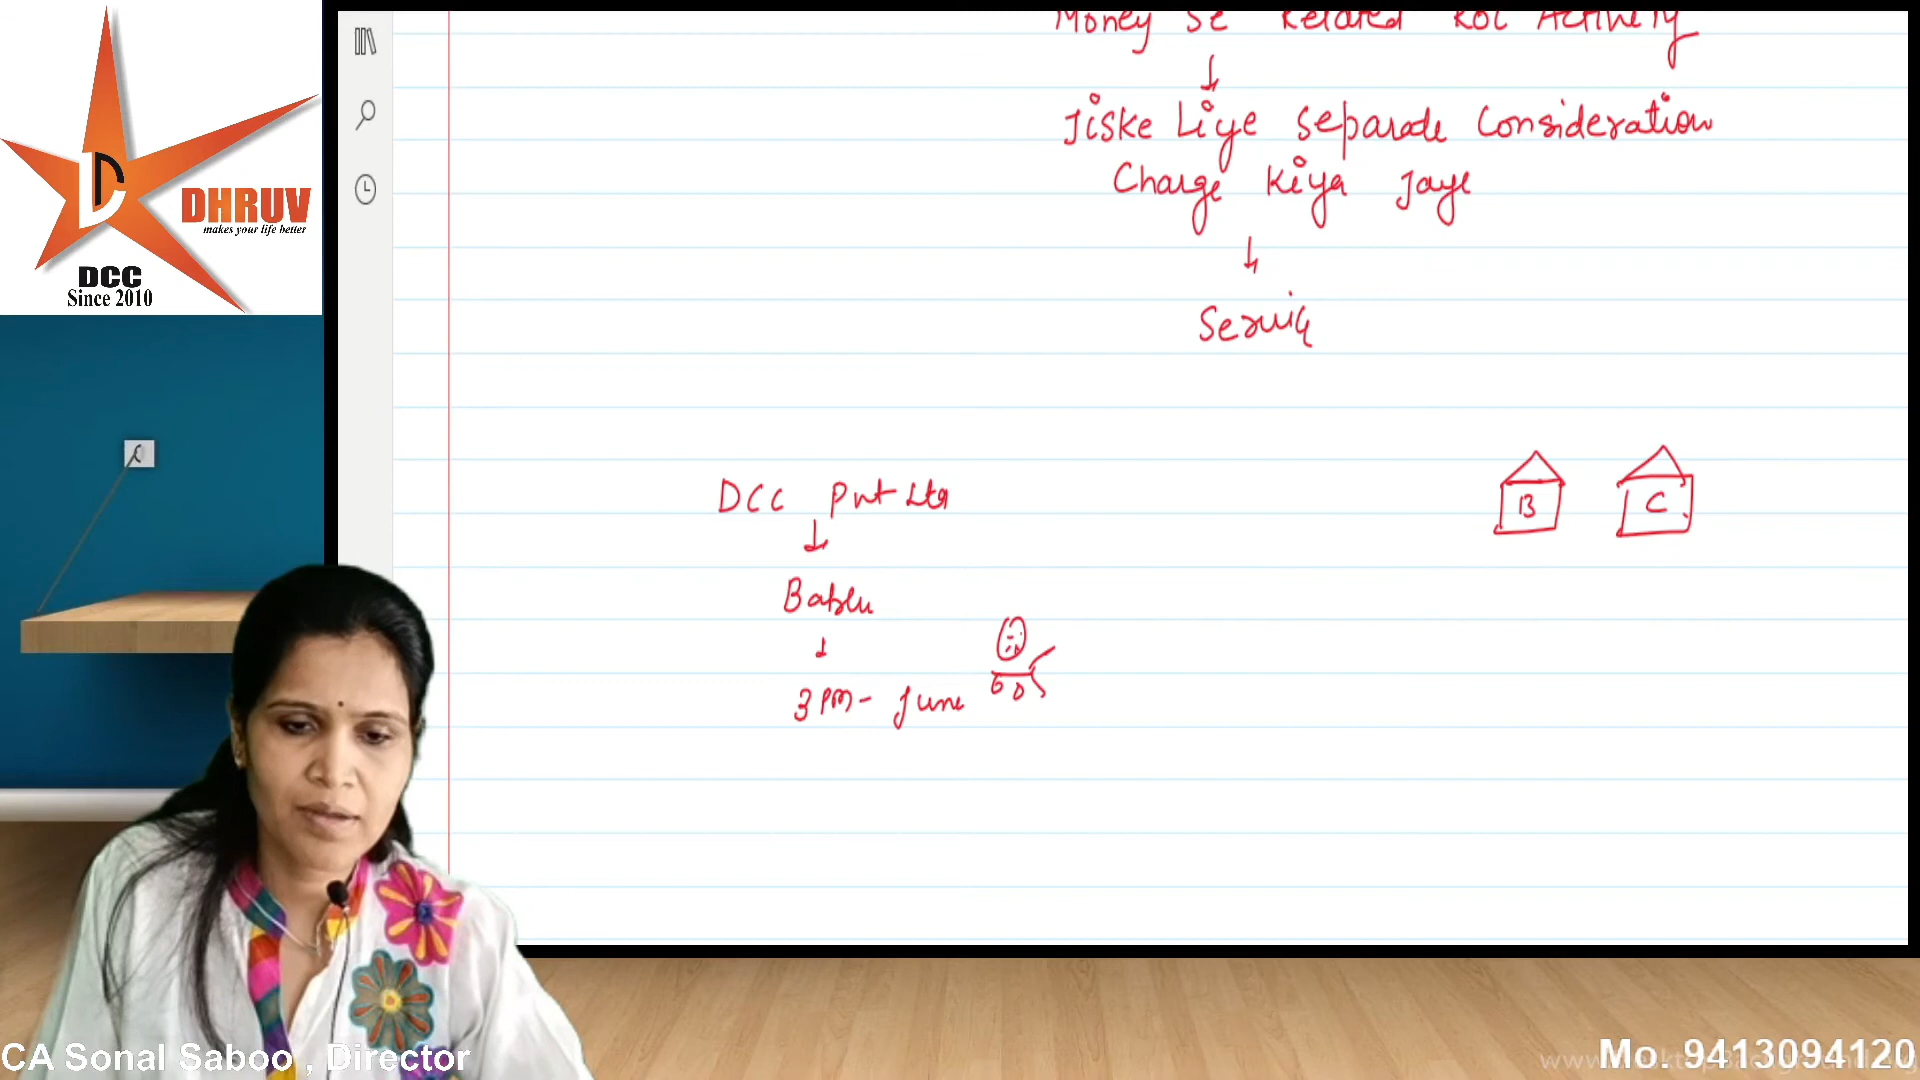 DHRUV
makes your life better
DCC
Since 2010
Money Se Related Koi Activity
Jiske Liye Separate Consideration
Charge Kiya Jaye
Service
B
C
DCC Pvt Ltd
Bablu
3 PM - June
CA Sonal Saboo , Director
Mo. 9413094120